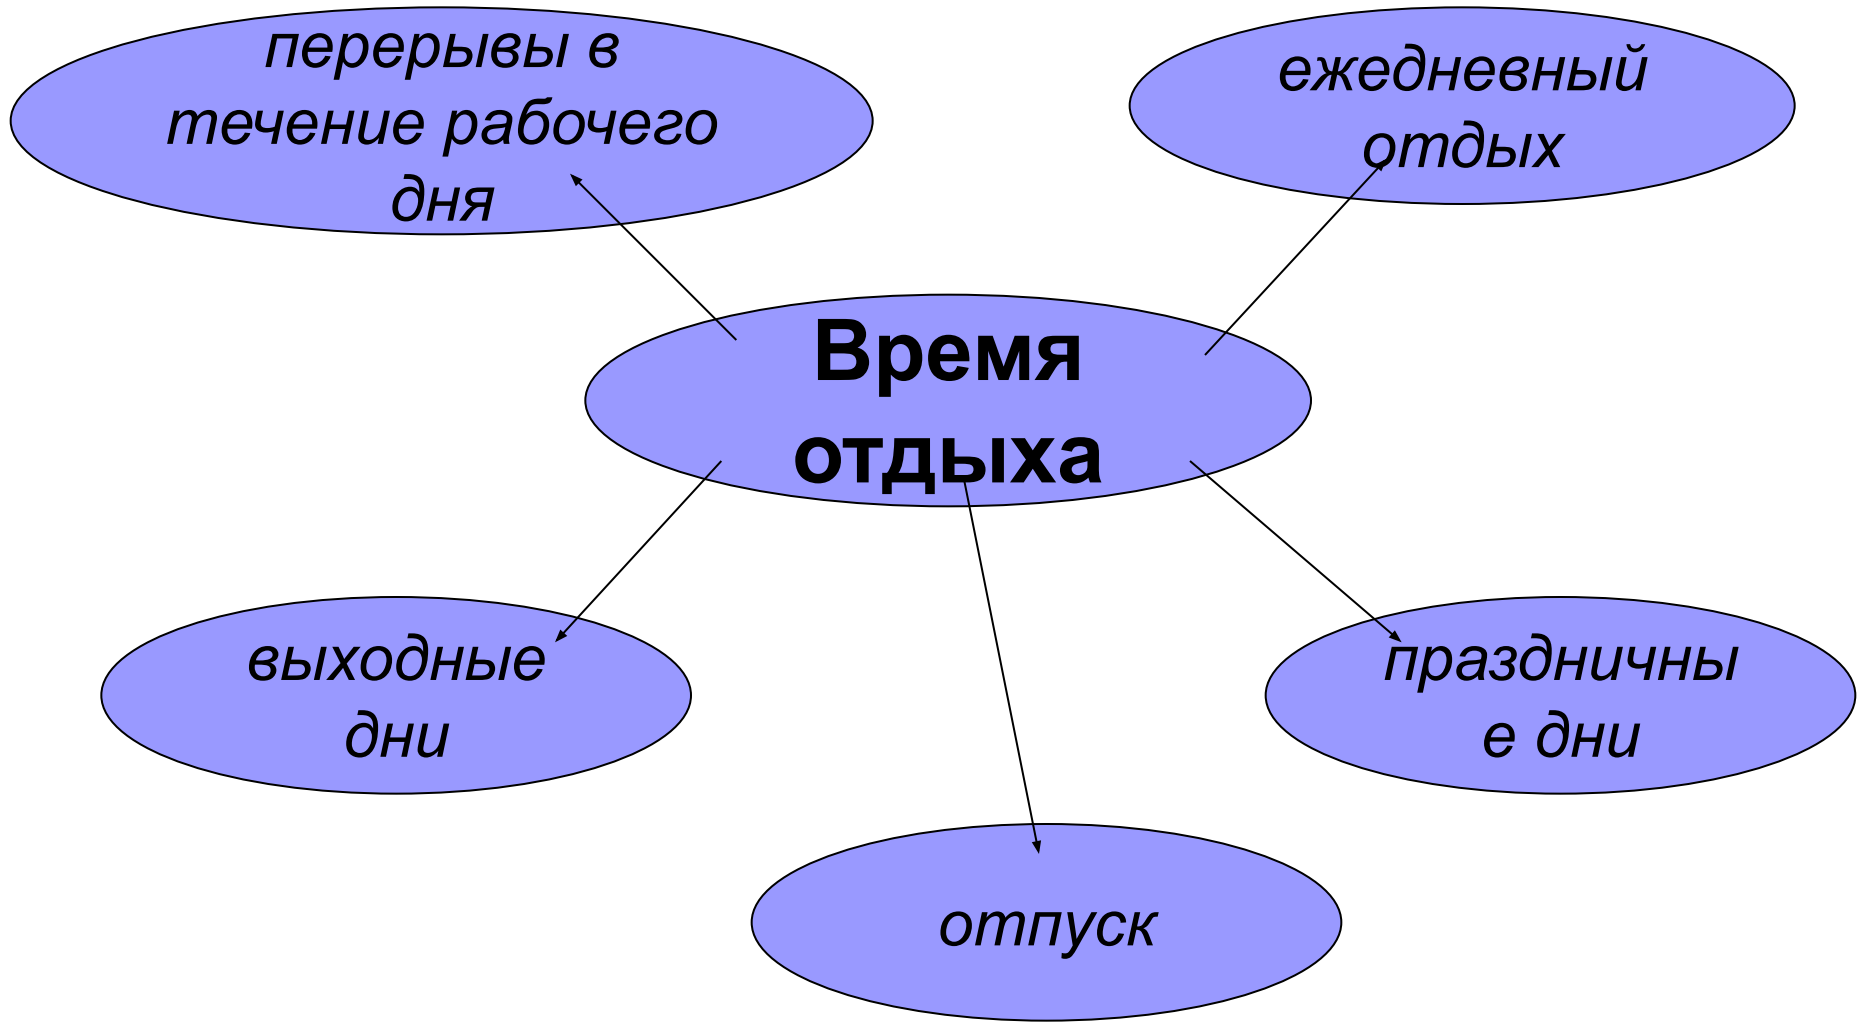 перерывы в
течение рабочего
дня
ежедневный
отдых
Время
отдыха
выходные
дни
праздничны
е дни
отпуск